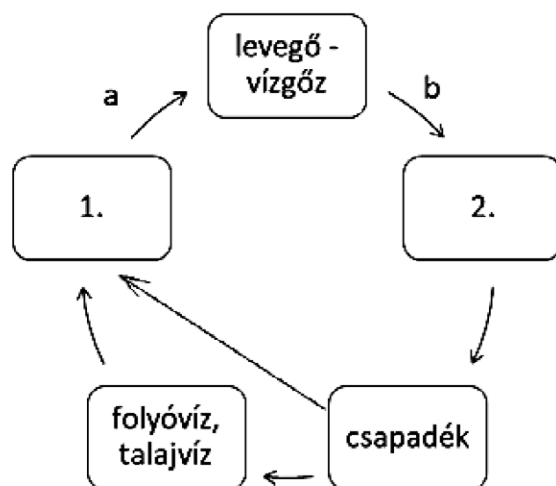 levegő -
vízgőz
a
b
1.
2.
folyóvíz,
talajvíz
csapadék